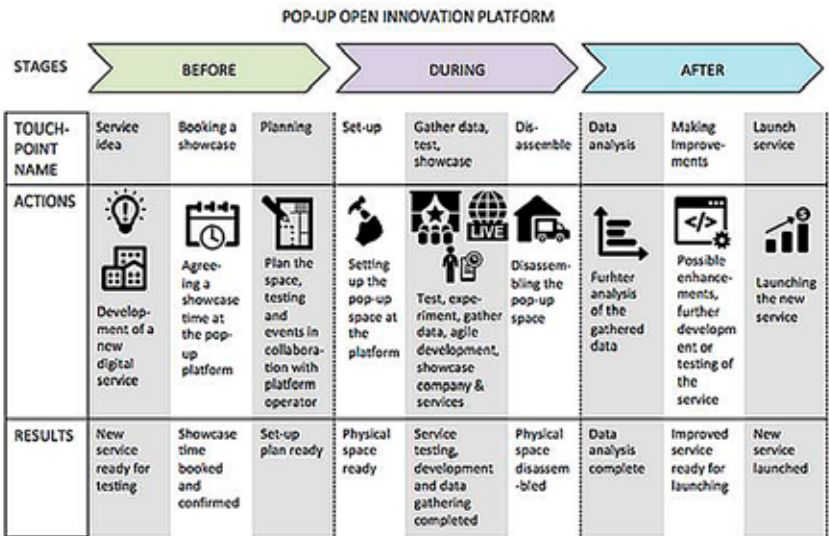 POP-UP OPEN INNOVATION PLATFORM
STAGES
BEFORE
DURING
AFTER
TOUCH-
POINT
NAME
Service
idea
Booking a
showcase
Planning
Set-up
Gather data,
test,
showcase
Dis-
assemble
Data
analysis
Making
Improve-
ments
Launch
service
ACTIONS
Develop-
ment of a
new
digital
service
Agree-
ing a
showcase
time at
the pop-
up
platform
Plan the
space,
testing
and
events in
collabora-
tion with
platform
operator
Setting
up the
pop-up
space at
the
platform
LIVE
Test, expe-
riment, gather
data, agile
development,
showcase
company &
services
Disassem-
bling the
pop-up
space
Furhter
analysis
of the
gathered
data
</>
Possible
enhance-
ments,
further
develop
ment or
testing of
the
service
$
Launching
the new
service
RESULTS
New
service
ready for
testing
Showcase
time
booked
and
confirmed
Set-up
plan ready
Physical
space
ready
Service
testing,
development
and data
gathering
completed
Physical
space
disassem
-bled
Data
analysis
complete
Improved
service
ready for
launching
New
service
launched